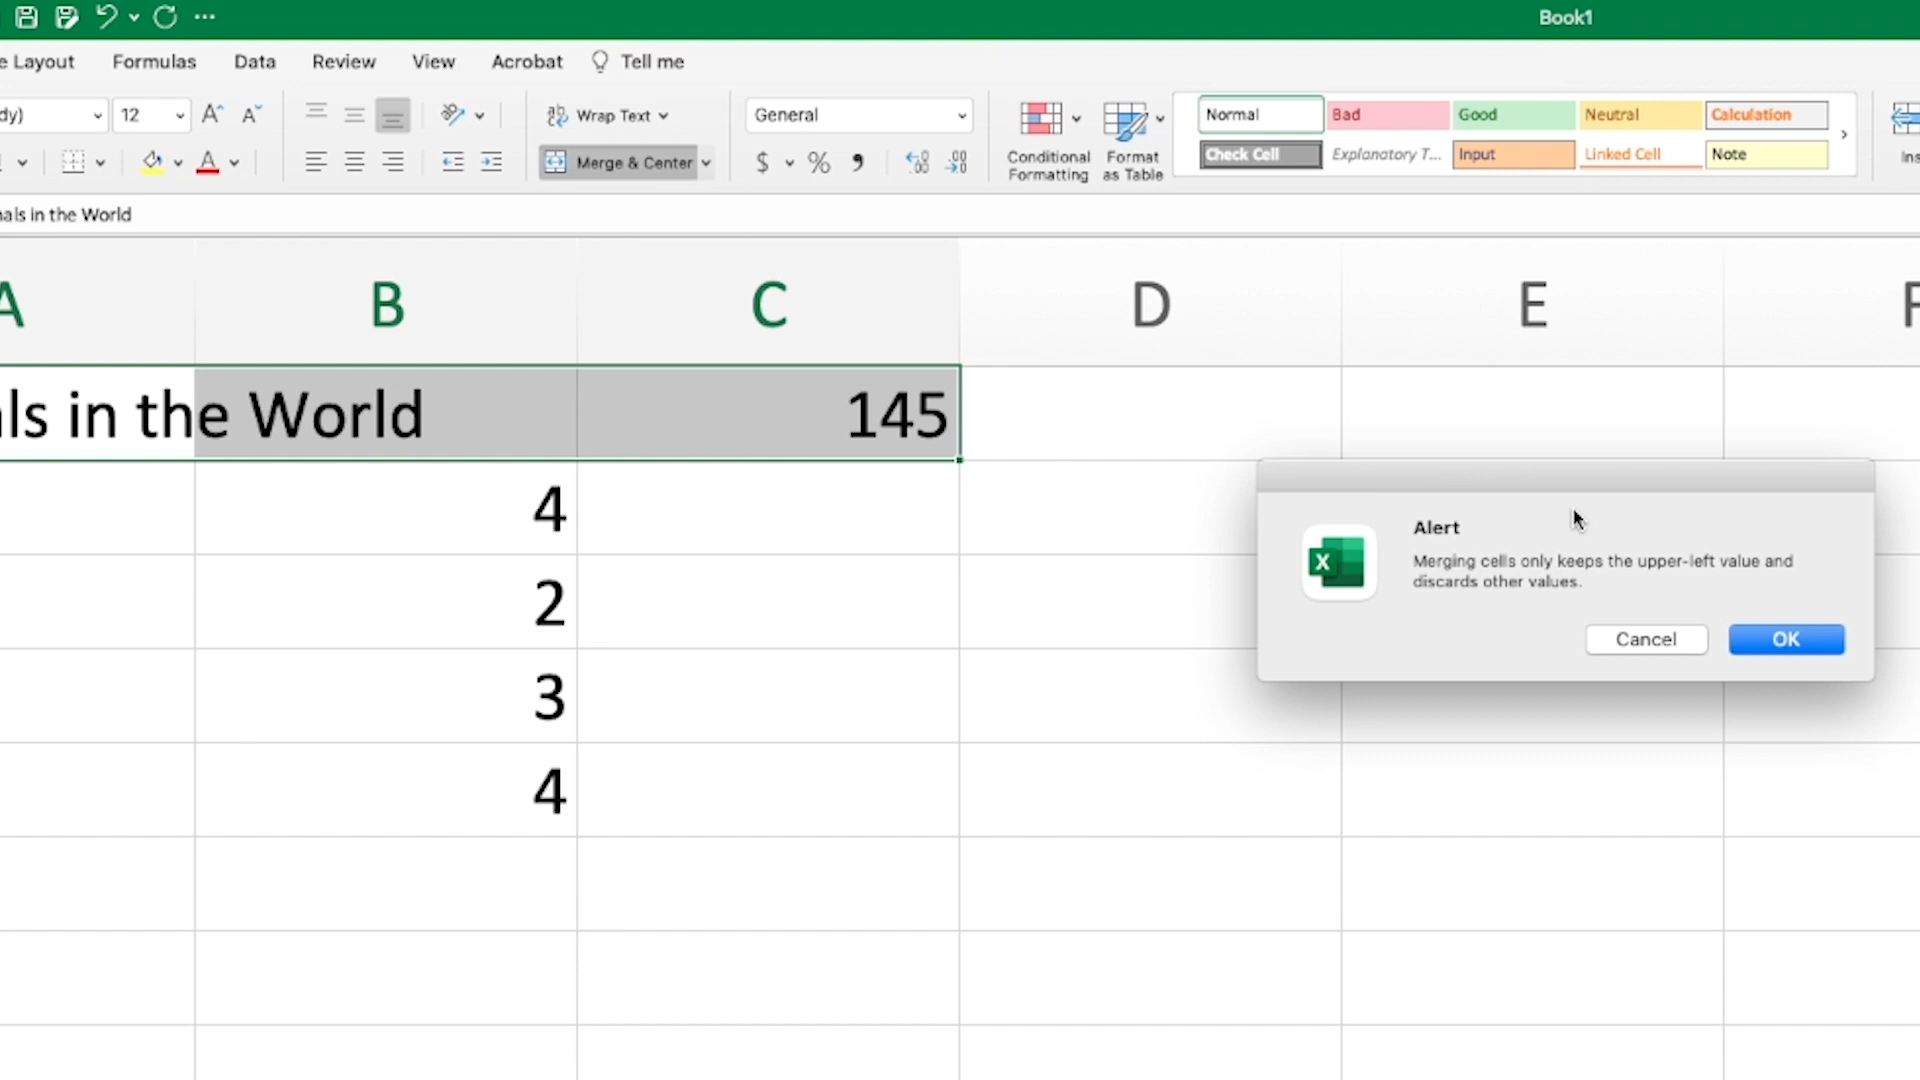 Book1
e Layout Formulas Data Review View Acrobat Tell me
dy) 12 Wrap Text General Normal Bad Good Neutral Calculation
Merge & Center $ % Conditional Formatting Format as Table Check Cell Explanatory T... Input Linked Cell Note Ins
als in the World
A B C D E F
ls in the World 145
4
2
3
4
Alert
Merging cells only keeps the upper-left value and
discards other values.
Cancel OK